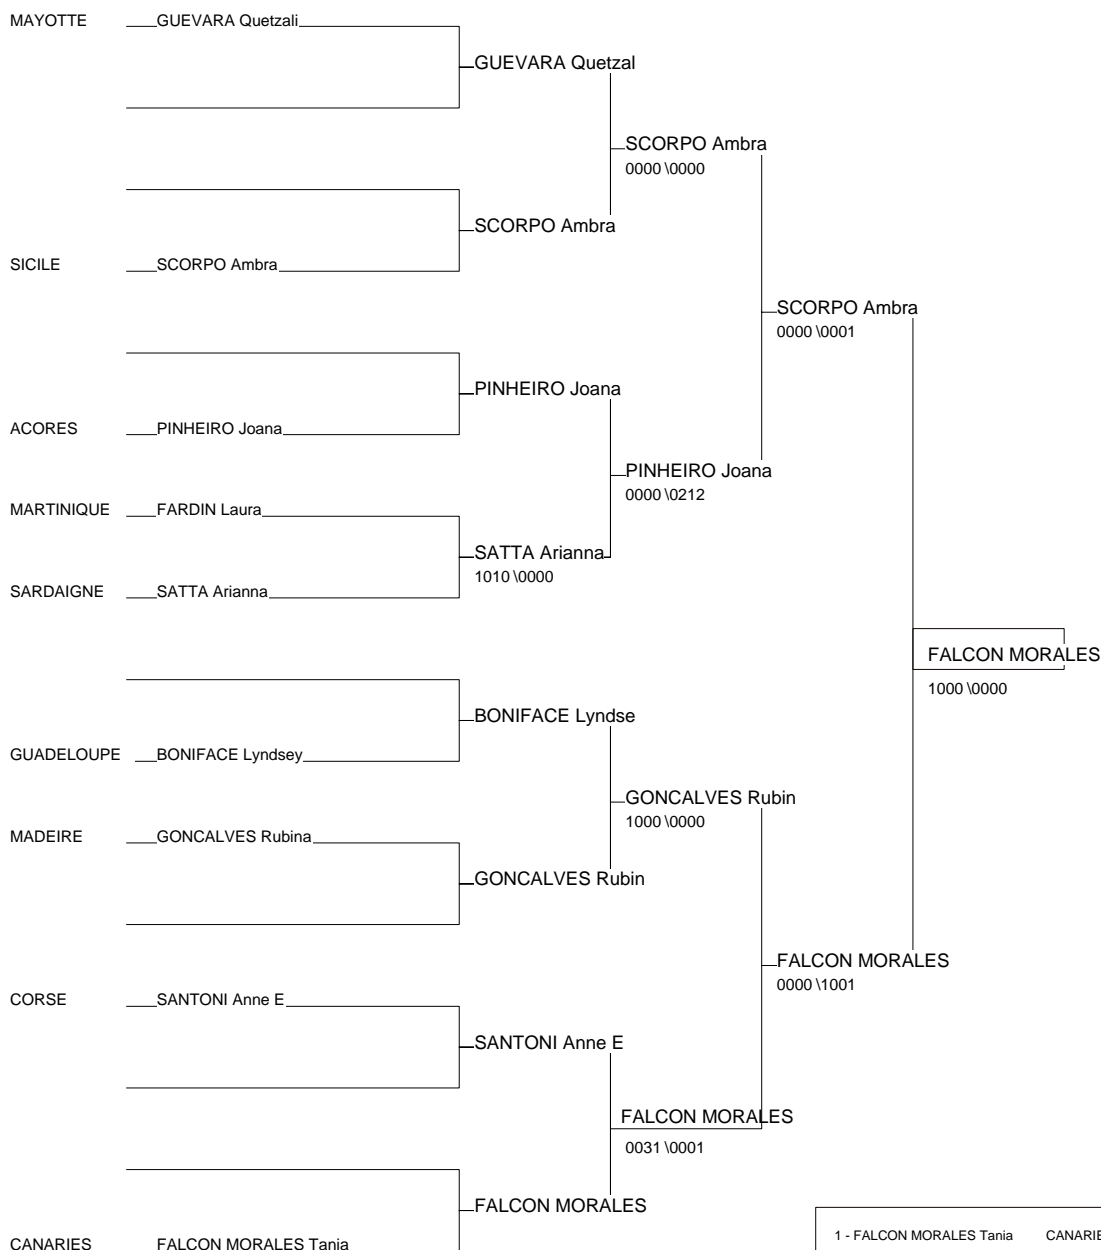 MAYOTTE GUEVARA Quetzali
GUEVARA Quetzal
SCORPO Ambra
0000 \0000
SCORPO Ambra
SICILE SCORPO Ambra
SCORPO Ambra
0000 \0001
PINHEIRO Joana
ACORES PINHEIRO Joana
PINHEIRO Joana
0000 \0212
MARTINIQUE FARDIN Laura
SATTA Arianna
1010 \0000
SARDAIGNE SATTA Arianna
FALCON MORALES
1000 \0000
BONIFACE Lyndse
GUADELOUPE BONIFACE Lyndsey
GONCALVES Rubin
1000 \0000
MADEIRE GONCALVES Rubina
GONCALVES Rubin
FALCON MORALES
0000 \1001
CORSE SANTONI Anne E
SANTONI Anne E
FALCON MORALES
0031 \0001
FALCON MORALES
CANARIES FALCON MORALES Tania
1 - FALCON MORALES Tania CANARIE